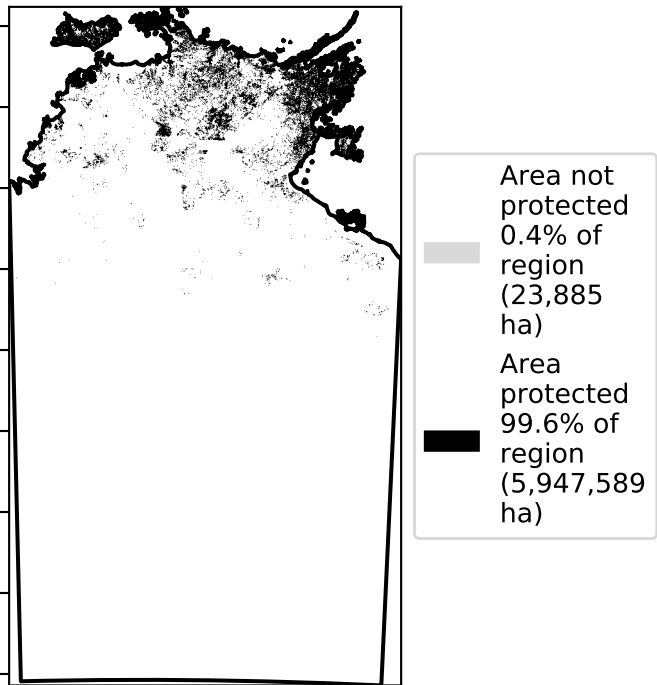 Area not
protected
0.4% of
region
(23,885
ha)
Area
protected
99.6% of
region
(5,947,589
ha)